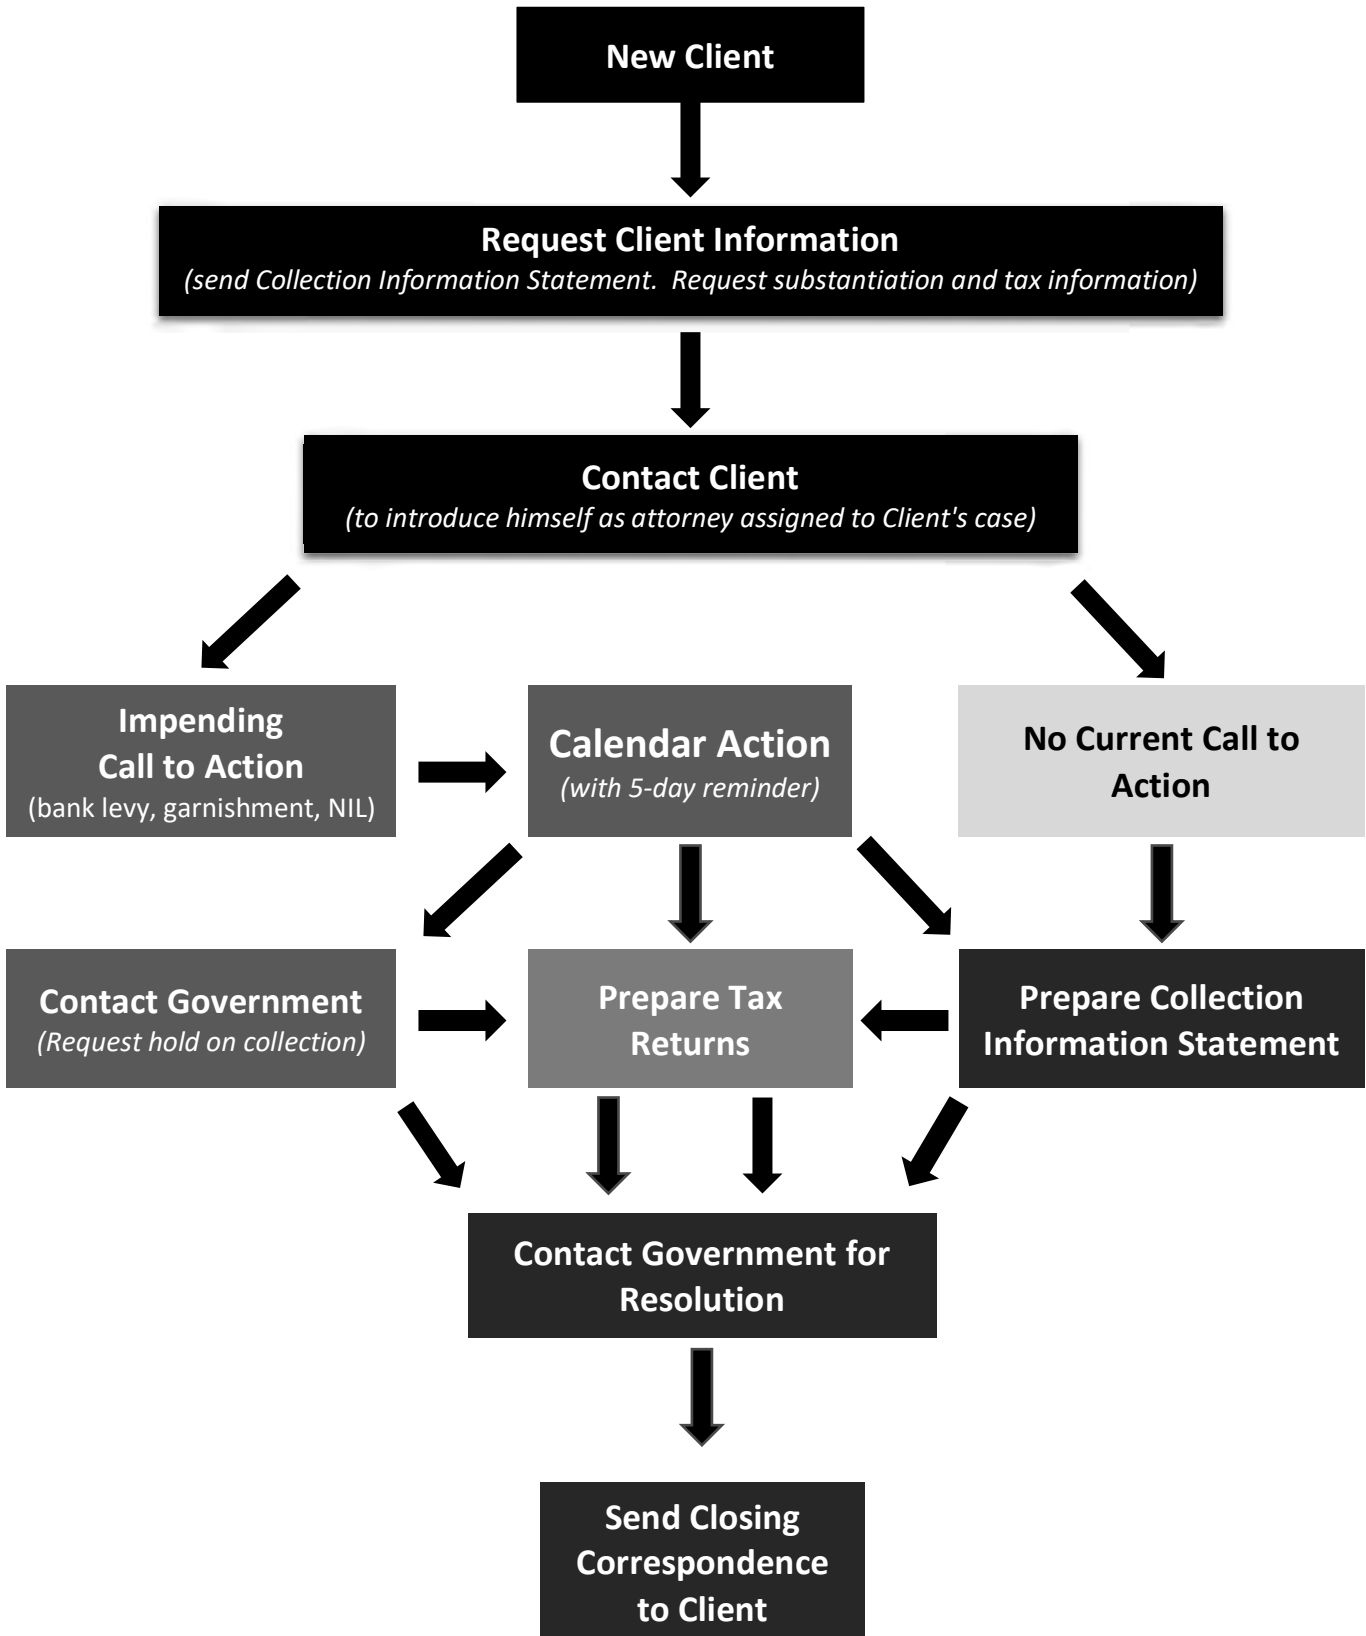 New Client
Request Client Information
(send Collection Information Statement.  Request substantiation and tax information)
Contact Client
(to introduce himself as attorney assigned to Client's case)
Impending
Call to Action
(bank levy, garnishment, NIL)
Calendar Action
(with 5-day reminder)
No Current Call to
Action
Contact Government
(Request hold on collection)
Prepare Tax
Returns
Prepare Collection
Information Statement
Contact Government for
Resolution
Send Closing
Correspondence
to Client